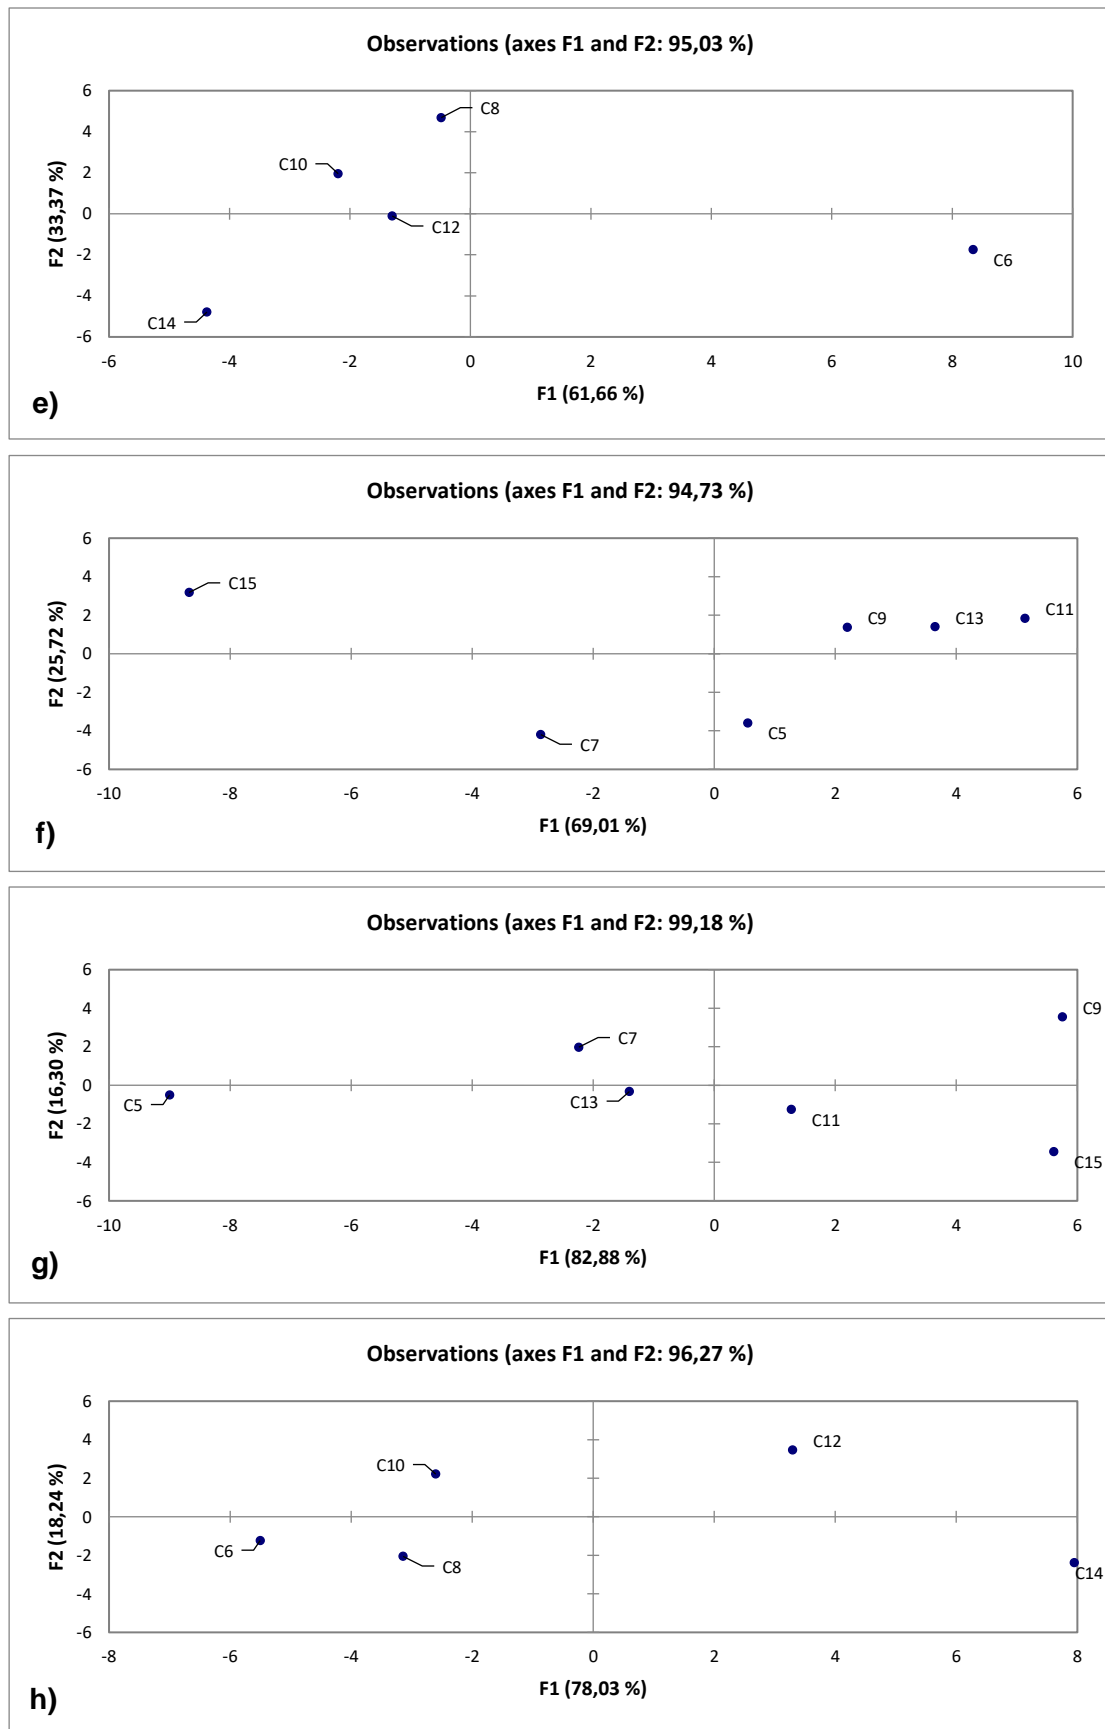 Observations (axes F1 and F2: 95,03 %)
6
4
2
0
-2
-4
-6
F2 (33,37 %)
C8
C10
C12
C6
C14
-6 -4 -2 0 2 4 6 8 10
F1 (61,66 %)
e)
Observations (axes F1 and F2: 94,73 %)
6
4
2
0
-2
-4
-6
F2 (25,72 %)
C15
C9 C13 C11
C7
C5
-10 -8 -6 -4 -2 0 2 4 6
F1 (69,01 %)
f)
Observations (axes F1 and F2: 99,18 %)
6
4
2
0
-2
-4
-6
F2 (16,30 %)
C9
C7
C5
C13
C11
C15
-10 -8 -6 -4 -2 0 2 4 6
F1 (82,88 %)
g)
Observations (axes F1 and F2: 96,27 %)
6
4
2
0
-2
-4
-6
F2 (18,24 %)
C12
C10
C6
C8
C14
-8 -6 -4 -2 0 2 4 6 8
F1 (78,03 %)
h)